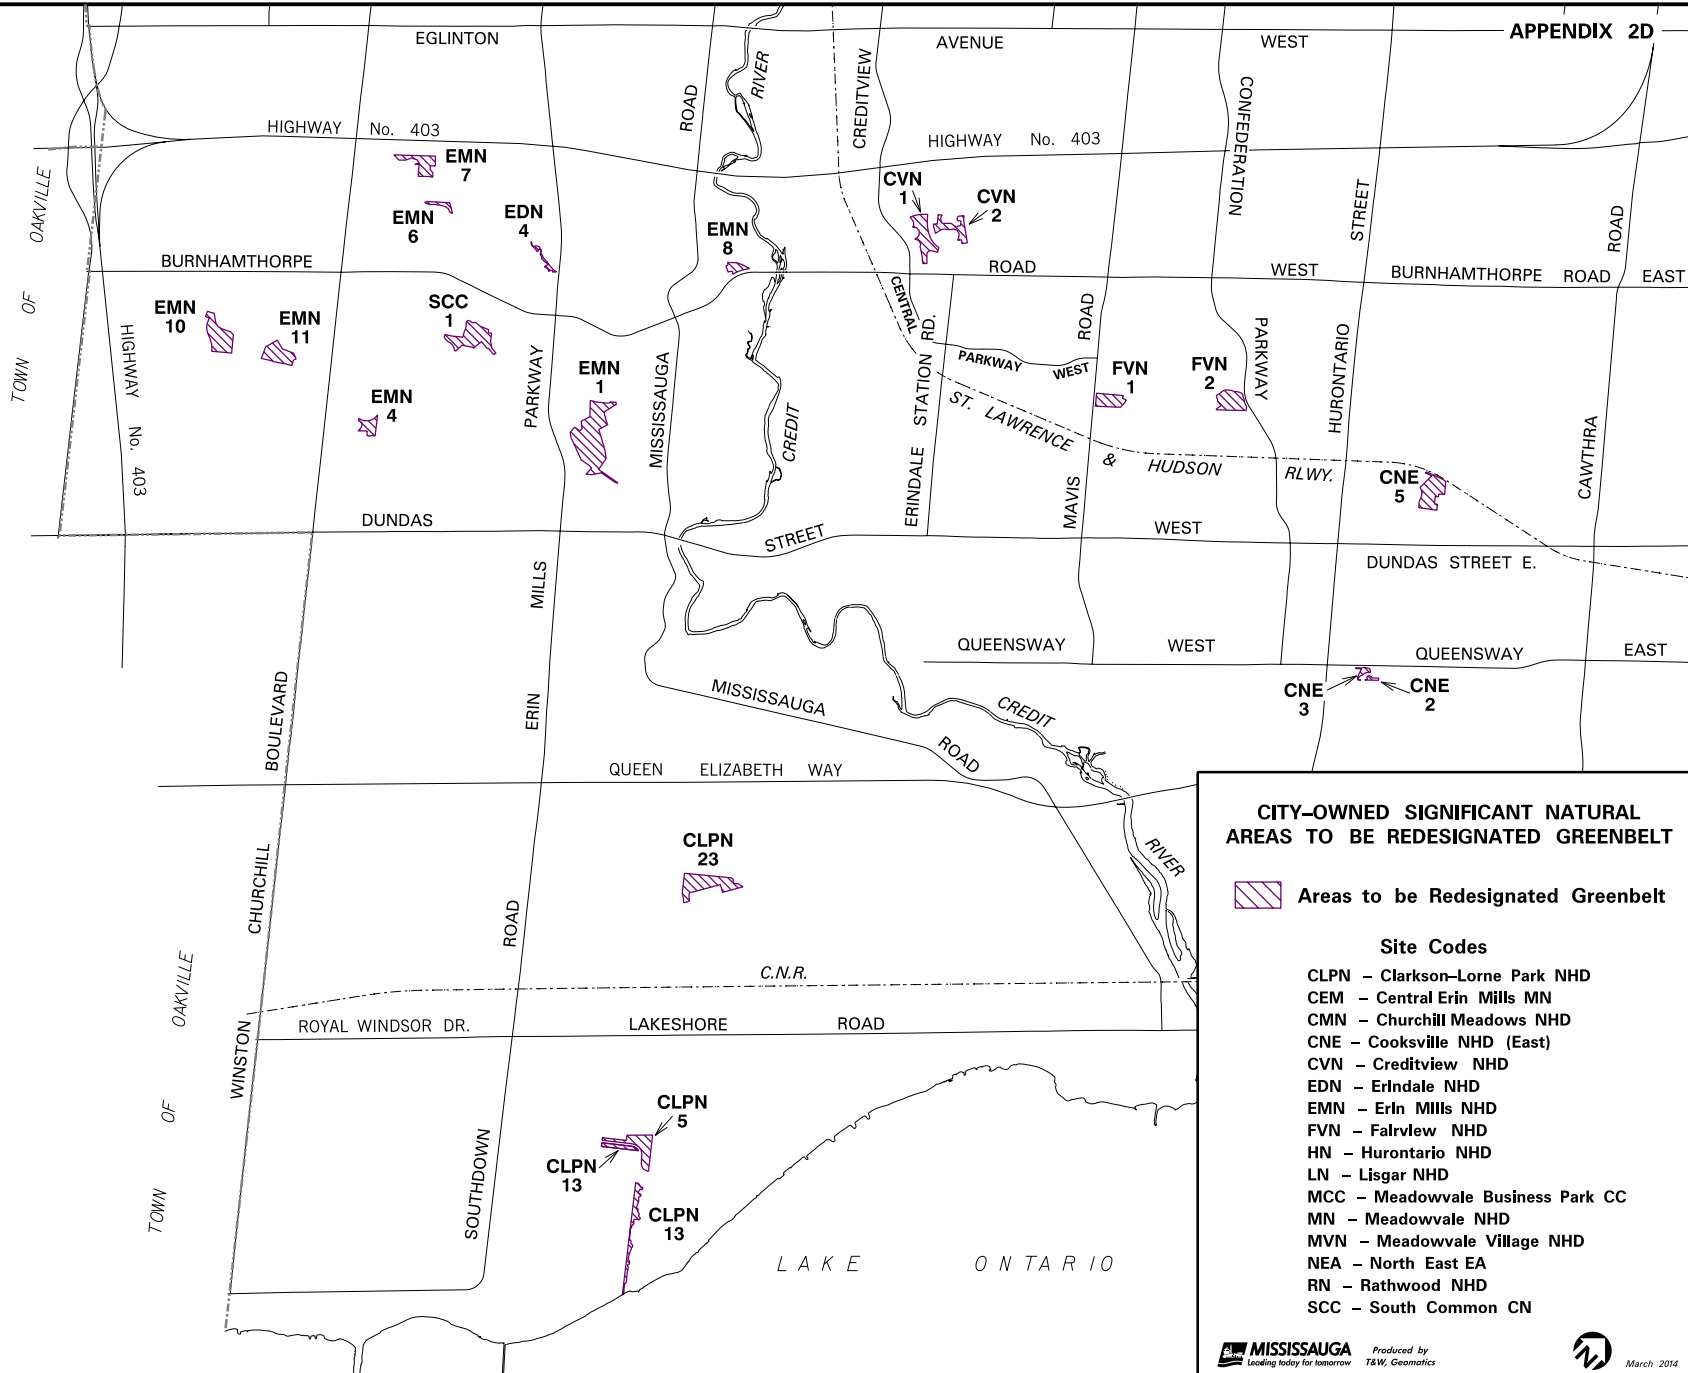 APPENDIX 2D
EGLINTON
AVENUE
WEST
ROAD
RIVER
CREDITVIEW
CONFEDERATION
HIGHWAY No. 403
HIGHWAY No. 403
STREET
ROAD
TOWN OF OAKVILLE
EMN
7
EMN
6
EDN
4
EMN
8
CVN
1
CVN
2
BURNHAMTHORPE
ROAD
WEST
BURNHAMTHORPE ROAD EAST
EMN
10
EMN
11
SCC
1
EMN
4
EMN
1
HIGHWAY No. 403
PARKWAY
MISSISSAUGA
CREDIT
CENTRAL
PARKWAY
WEST
ERINDALE STATION RD.
ROAD
MAVIS
FVN
1
FVN
2
PARKWAY
HURONTARIO
CAWTHRA
ST. LAWRENCE & HUDSON RLWY.
CNE
5
DUNDAS
STREET
WEST
DUNDAS STREET E.
MILLS
ERIN
BOULEVARD
QUEENSWAY
WEST
QUEENSWAY
EAST
CNE
3
CNE
2
MISSISSAUGA
ROAD
CREDIT
RIVER
QUEEN ELIZABETH WAY
CLPN
23
CHURCHILL
ROAD
C.N.R.
WINSTON
ROYAL WINDSOR DR.
LAKESHORE
ROAD
TOWN OF OAKVILLE
CLPN
5
CLPN
13
CLPN
13
SOUTHDOWN
LAKE ONTARIO
CITY–OWNED SIGNIFICANT NATURAL
AREAS TO BE REDESIGNATED GREENBELT
Areas to be Redesignated Greenbelt
Site Codes
CLPN – Clarkson–Lorne Park NHD
CEM – Central Erin Mills MN
CMN – Churchill Meadows NHD
CNE – Cooksville NHD (East)
CVN – Creditview NHD
EDN – Erindale NHD
EMN – Erin Mills NHD
FVN – Fairview NHD
HN – Hurontario NHD
LN – Lisgar NHD
MCC – Meadowvale Business Park CC
MN – Meadowvale NHD
MVN – Meadowvale Village NHD
NEA – North East EA
RN – Rathwood NHD
SCC – South Common CN
MISSISSAUGA
Leading today for tomorrow
Produced by
T&W, Geomatics
March 2014